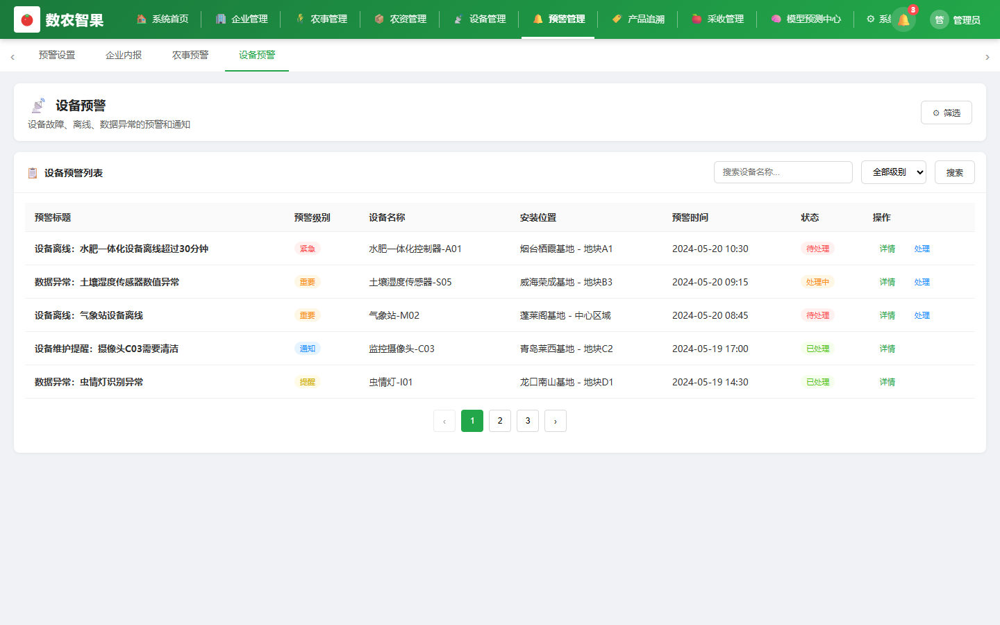 数农智果
系统首页
企业管理
农事管理
农资管理
设备管理
预警管理
产品追溯
采收管理
模型预测中心
3
管
管理员
‹
预警设置
企业内报
农事预警
设备预警
›
设备预警
设备故障、离线、数据异常的预警和通知
筛选
设备预警列表
搜索设备名称...
全部级别
搜索
预警标题 预警级别 设备名称 安装位置 预警时间 状态 操作
设备离线：水肥一体化设备离线超过30分钟 紧急 水肥一体化控制器-A01 烟台栖霞基地 - 地块A1 2024-05-20 10:30 待处理 详情 处理
数据异常：土壤湿度传感器数值异常 重要 土壤湿度传感器-S05 威海荣成基地 - 地块B3 2024-05-20 09:15 处理中 详情 处理
设备离线：气象站设备离线 重要 气象站-M02 蓬莱阁基地 - 中心区域 2024-05-20 08:45 待处理 详情 处理
设备维护提醒：摄像头C03需要清洁 通知 监控摄像头-C03 青岛莱西基地 - 地块C2 2024-05-19 17:00 已处理 详情
数据异常：虫情灯识别异常 提醒 虫情灯-I01 龙口南山基地 - 地块D1 2024-05-19 14:30 已处理 详情
‹ 1 2 3 ›